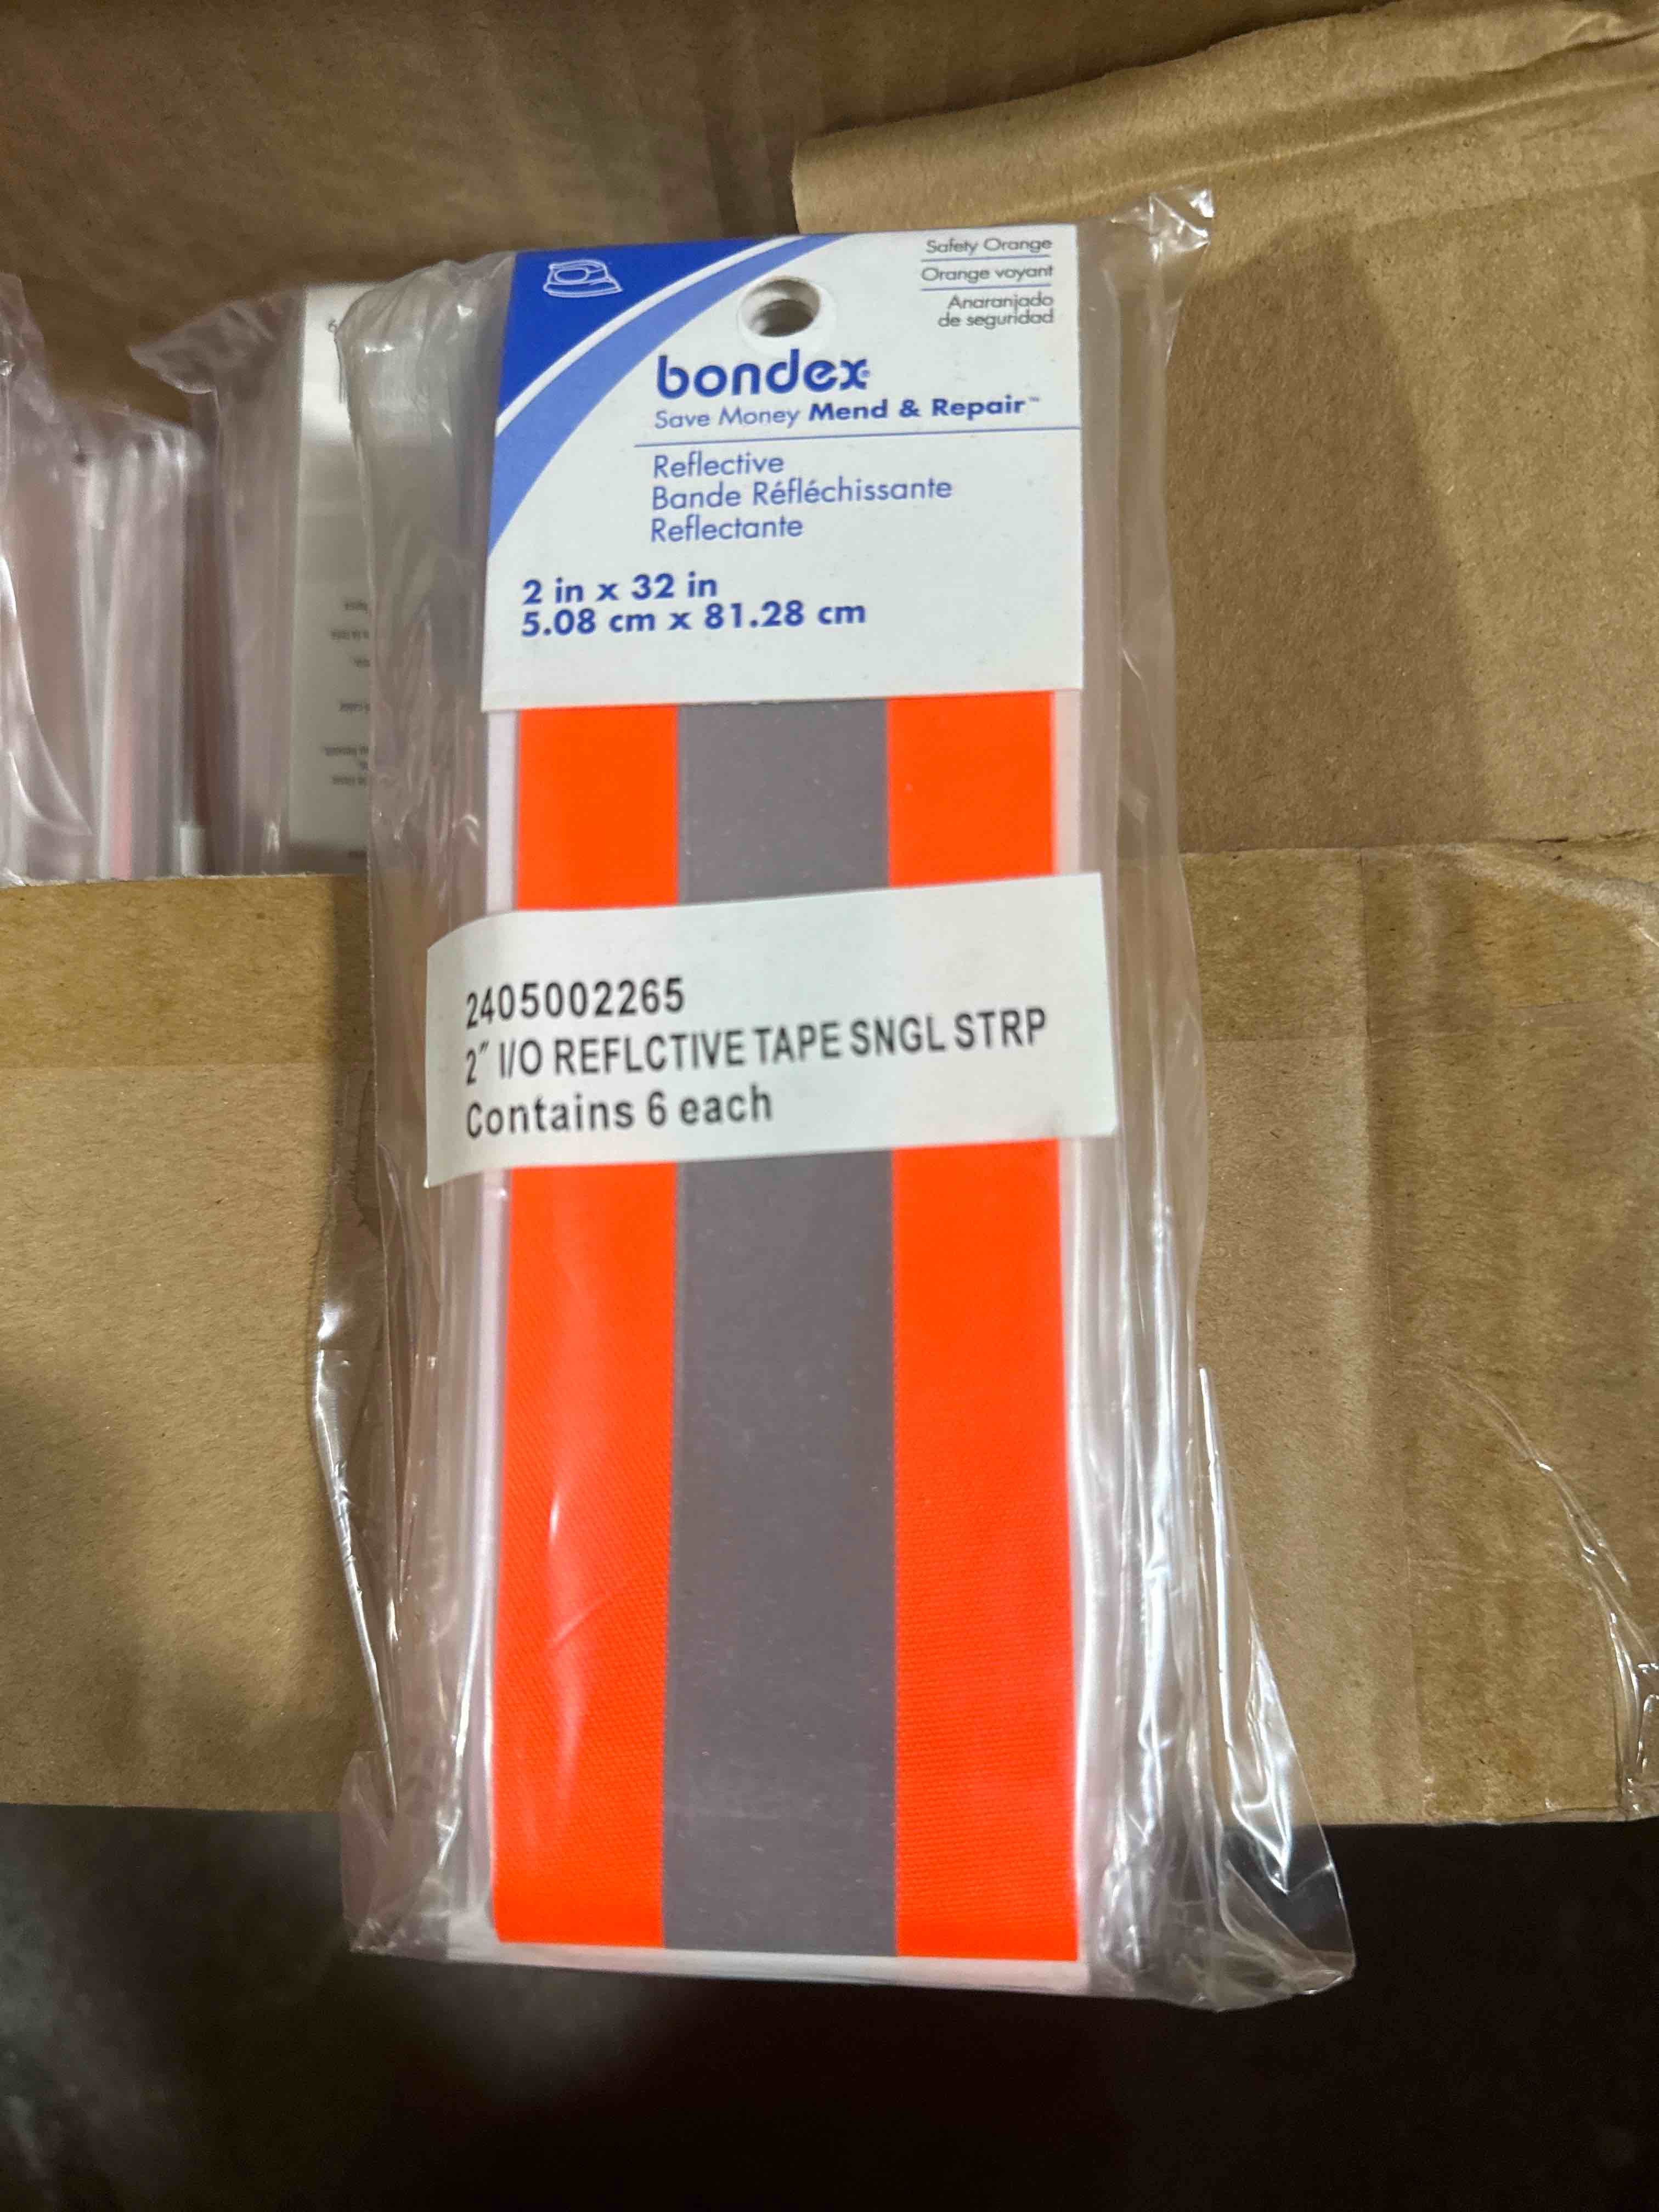 Safety Orange
Orange voyant
Anaranjado
de seguridad
bondex
Save Money Mend & Repair™
Reflective
Bande Réfléchissante
Reflectante
2 in x 32 in
5.08 cm x 81.28 cm
2405002265
2" I/O REFLCTIVE TAPE SNGL STRP
Contains 6 each